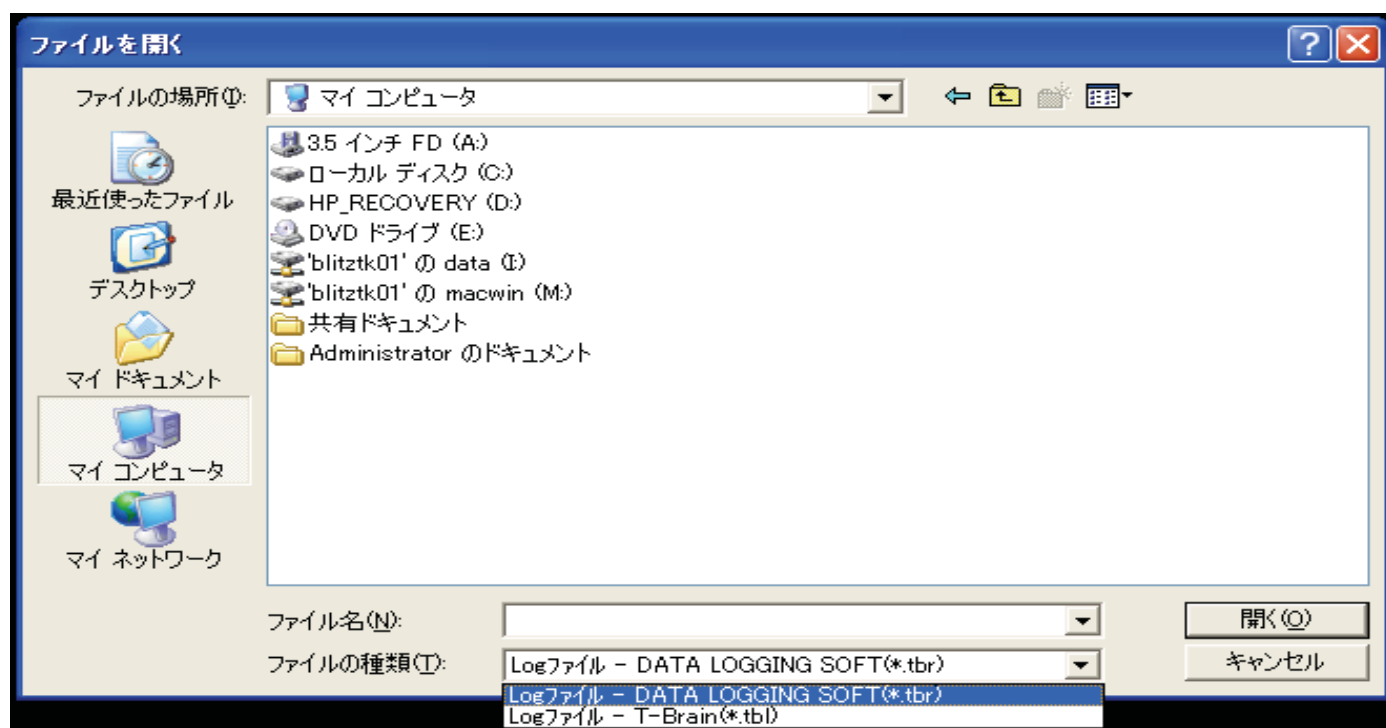 ファイルを開く
ファイルの場所(I):
マイ コンピュータ
3.5 インチ FD (A:)
ローカル ディスク (C:)
HP_RECOVERY (D:)
DVD ドライブ (E:)
'blitztk01' の data (I:)
'blitztk01' の macwin (M:)
共有ドキュメント
Administrator のドキュメント
最近使ったファイル
デスクトップ
マイ ドキュメント
マイ コンピュータ
マイ ネットワーク
ファイル名(N):
開く(O)
ファイルの種類(T):
Logファイル - DATA LOGGING SOFT(*.tbr)
キャンセル
Logファイル - DATA LOGGING SOFT(*.tbr)
Logファイル - T-Brain(*.tbl)